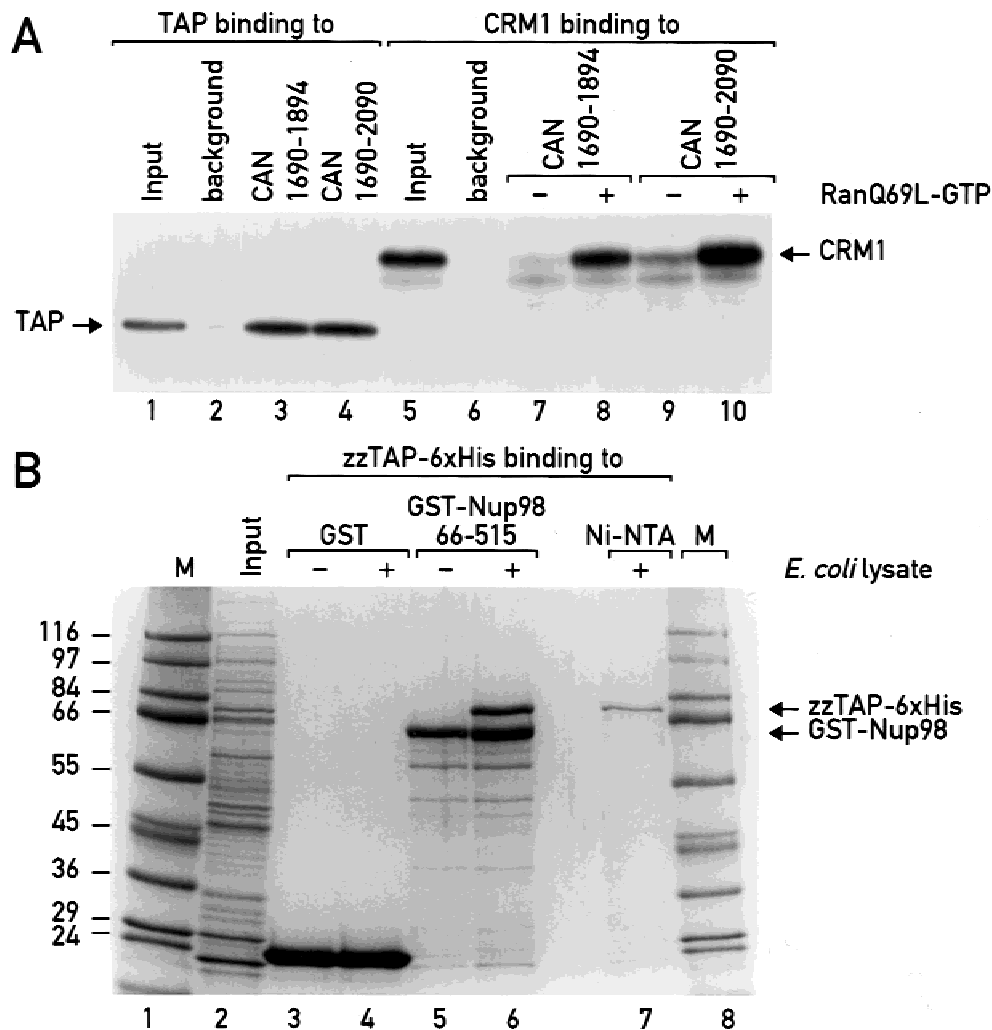 A
TAP binding to
CRM1 binding to
Input
background
CAN
1690-1894
CAN
1690-2090
Input
background
CAN
1690-1894
CAN
1690-2090
− + − +
RanQ69L-GTP
CRM1
TAP
1 2 3 4 5 6 7 8 9 10
B
zzTAP-6xHis binding to
GST-Nup98
M
Input
GST
66-515
Ni-NTA
M
− + − + +
E. coli lysate
116
97
84
66
55
45
36
29
24
zzTAP-6xHis
GST-Nup98
1 2 3 4 5 6 7 8